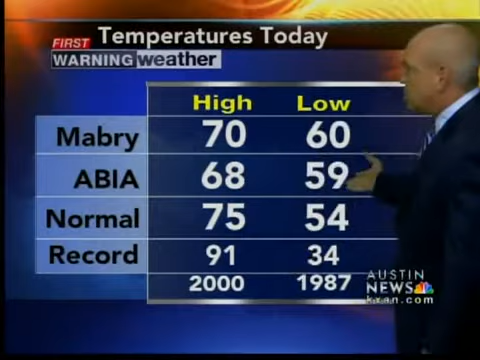 Temperatures Today
FIRST
WARNING weather
High Low
Mabry 70 60
ABIA 68 59
Normal 75 54
Record 91 34
2000 1987
AUSTIN
NEWS
kxan.com